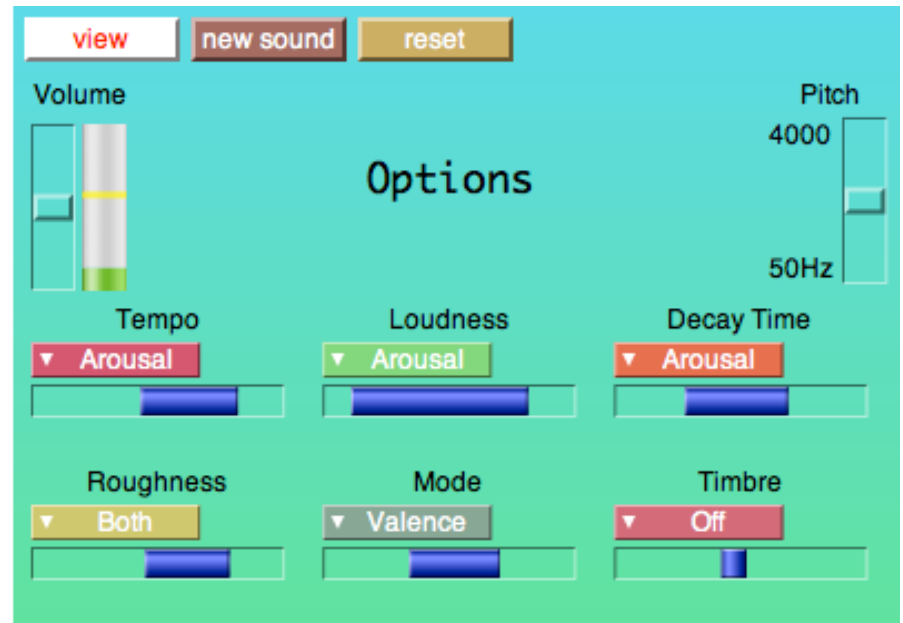 view new sound reset
Volume Pitch
4000
Options
50Hz
Tempo Loudness Decay Time
Arousal Arousal Arousal
Roughness Mode Timbre
Both Valence Off